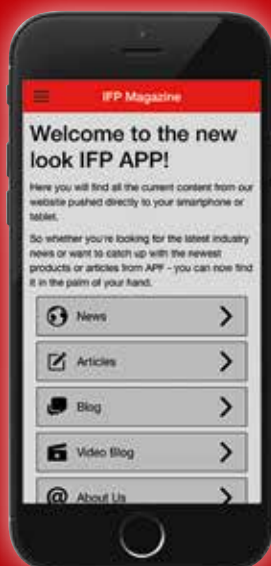 IFP Magazine
Welcome to the new
look IFP APP!
Here you will find all the current content from our
website pushed directly to your smartphone or
tablet.
So whether you're looking for the latest industry
news or want to catch up with the newest
products or articles from APF - you can now find
it in the palm of your hand.
News
Articles
Blog
Video Blog
@ About Us